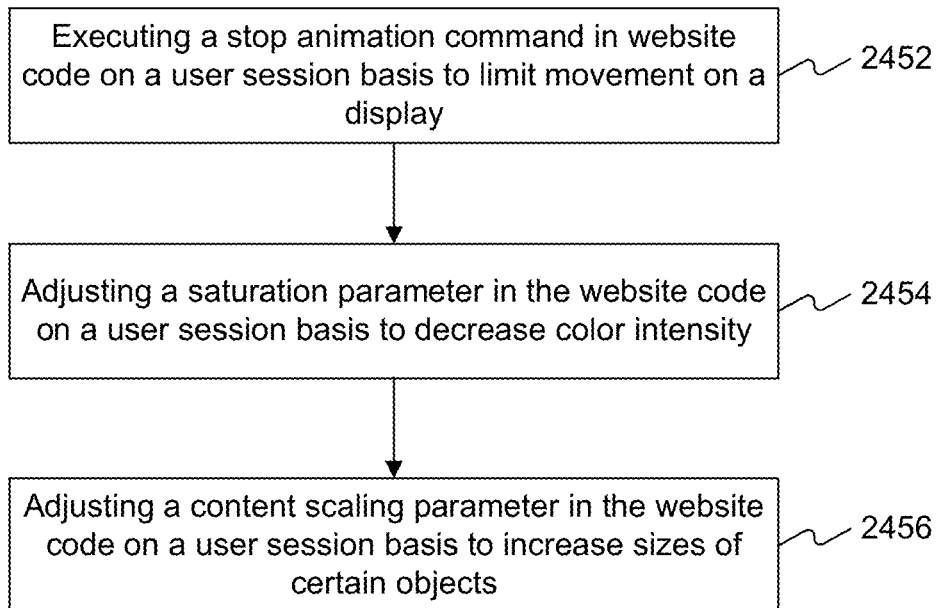 Executing a stop animation command in website
code on a user session basis to limit movement on a
display
2452
Adjusting a saturation parameter in the website code
on a user session basis to decrease color intensity
2454
Adjusting a content scaling parameter in the website
code on a user session basis to increase sizes of
certain objects
2456